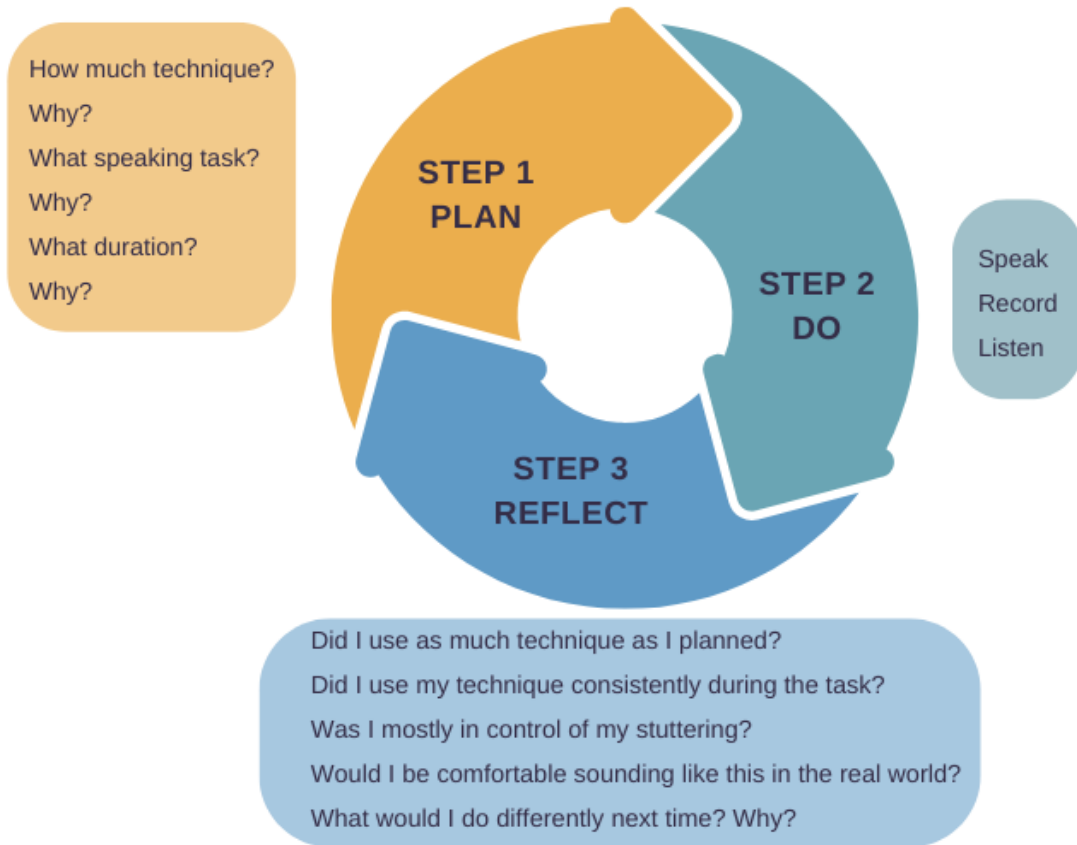 How much technique?
Why?
What speaking task?
Why?
What duration?
Why?
STEP 1
PLAN
STEP 2
DO
Speak
Record
Listen
STEP 3
REFLECT
Did I use as much technique as I planned?
Did I use my technique consistently during the task?
Was I mostly in control of my stuttering?
Would I be comfortable sounding like this in the real world?
What would I do differently next time? Why?